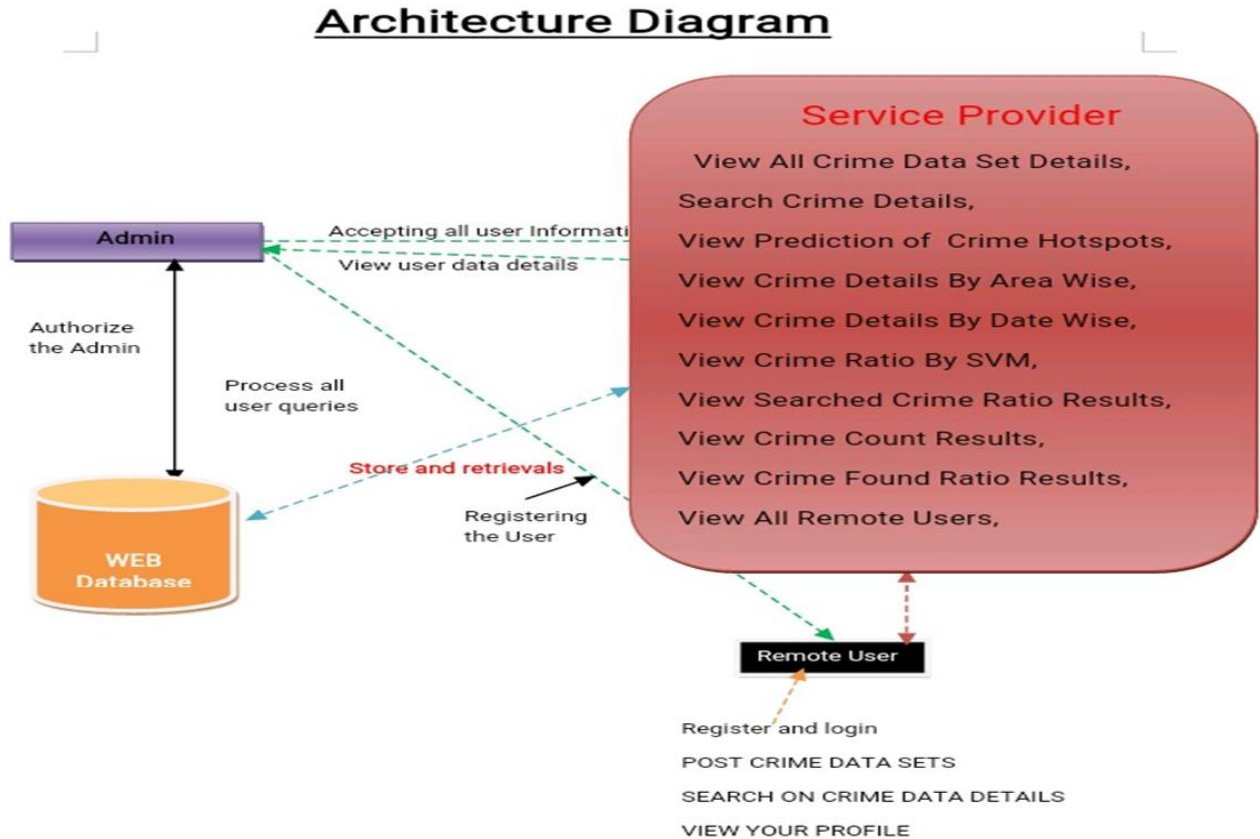 Architecture Diagram
Service Provider
View All Crime Data Set Details,
Search Crime Details,
View Prediction of Crime Hotspots,
View Crime Details By Area Wise,
View Crime Details By Date Wise,
View Crime Ratio By SVM,
View Searched Crime Ratio Results,
View Crime Count Results,
View Crime Found Ratio Results,
View All Remote Users,
Admin
Accepting all user Informati
View user data details
Authorize
the Admin
Process all
user queries
Store and retrievals
Registering
the User
WEB
Database
Remote User
Register and login
POST CRIME DATA SETS
SEARCH ON CRIME DATA DETAILS
VIEW YOUR PROFILE